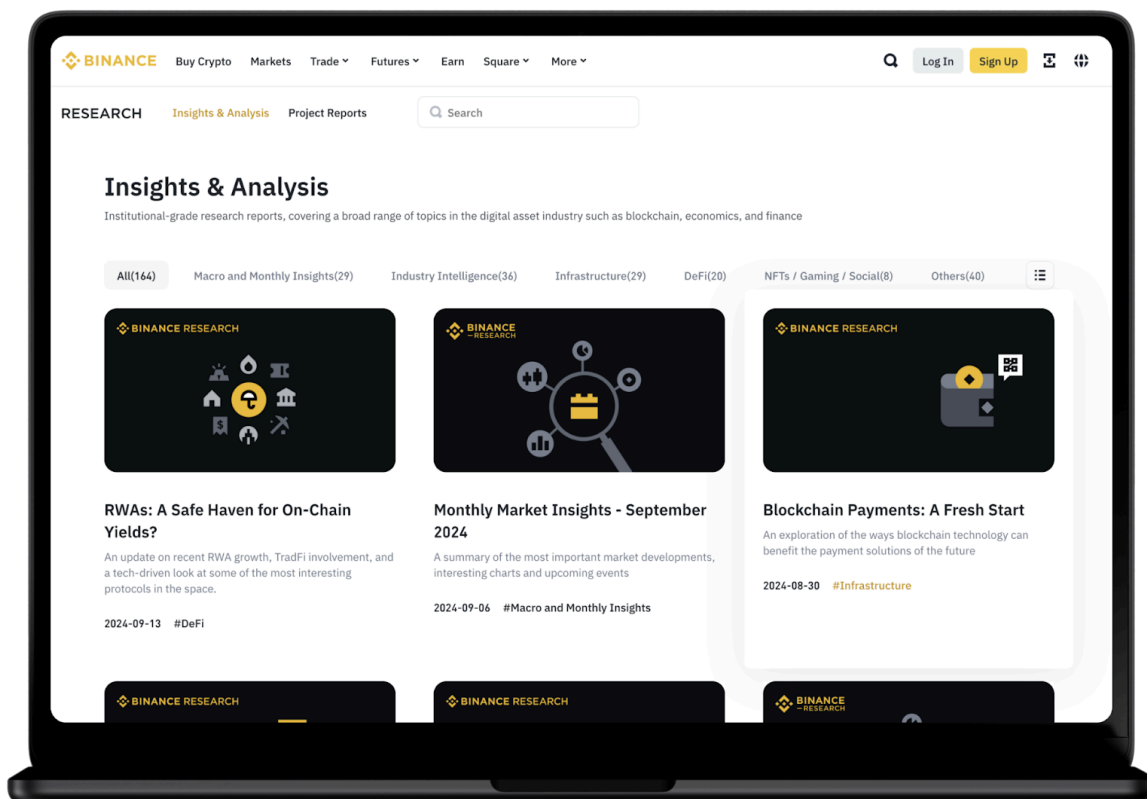 BINANCE Buy Crypto Markets Trade Futures Earn Square More Log In Sign Up
RESEARCH Insights & Analysis Project Reports Search
Insights & Analysis
Institutional-grade research reports, covering a broad range of topics in the digital asset industry such as blockchain, economics, and finance
All(164) Macro and Monthly Insights(29) Industry Intelligence(36) Infrastructure(29) DeFi(20) NFTs / Gaming / Social(8) Others(40)
BINANCE RESEARCH
$
RWAs: A Safe Haven for On-Chain
Yields?
An update on recent RWA growth, TradFi involvement, and
a tech-driven look at some of the most interesting
protocols in the space.
2024-09-13 #DeFi
BINANCE
RESEARCH
Monthly Market Insights - September
2024
A summary of the most important market developments,
interesting charts and upcoming events
2024-09-06 #Macro and Monthly Insights
BINANCE RESEARCH
Blockchain Payments: A Fresh Start
An exploration of the ways blockchain technology can
benefit the payment solutions of the future
2024-08-30 #Infrastructure
BINANCE RESEARCH
BINANCE RESEARCH
BINANCE
RESEARCH